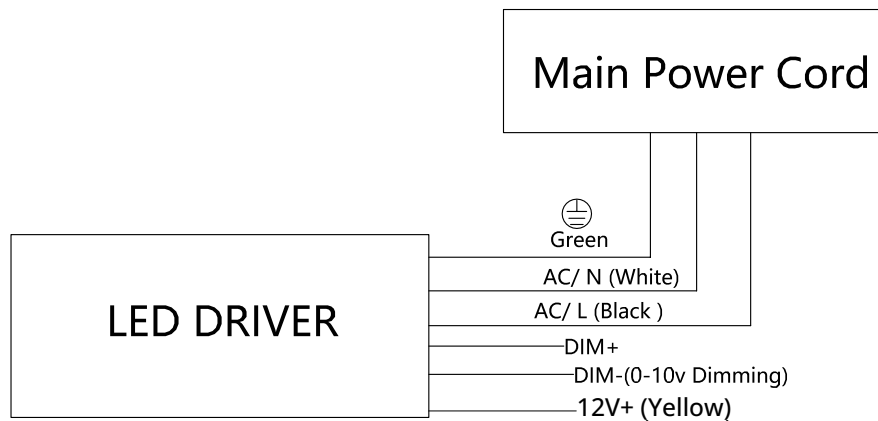 Main Power Cord
Green
AC/ N (White)
LED DRIVER
AC/ L (Black )
DIM+
DIM-(0-10v Dimming)
12V+ (Yellow)